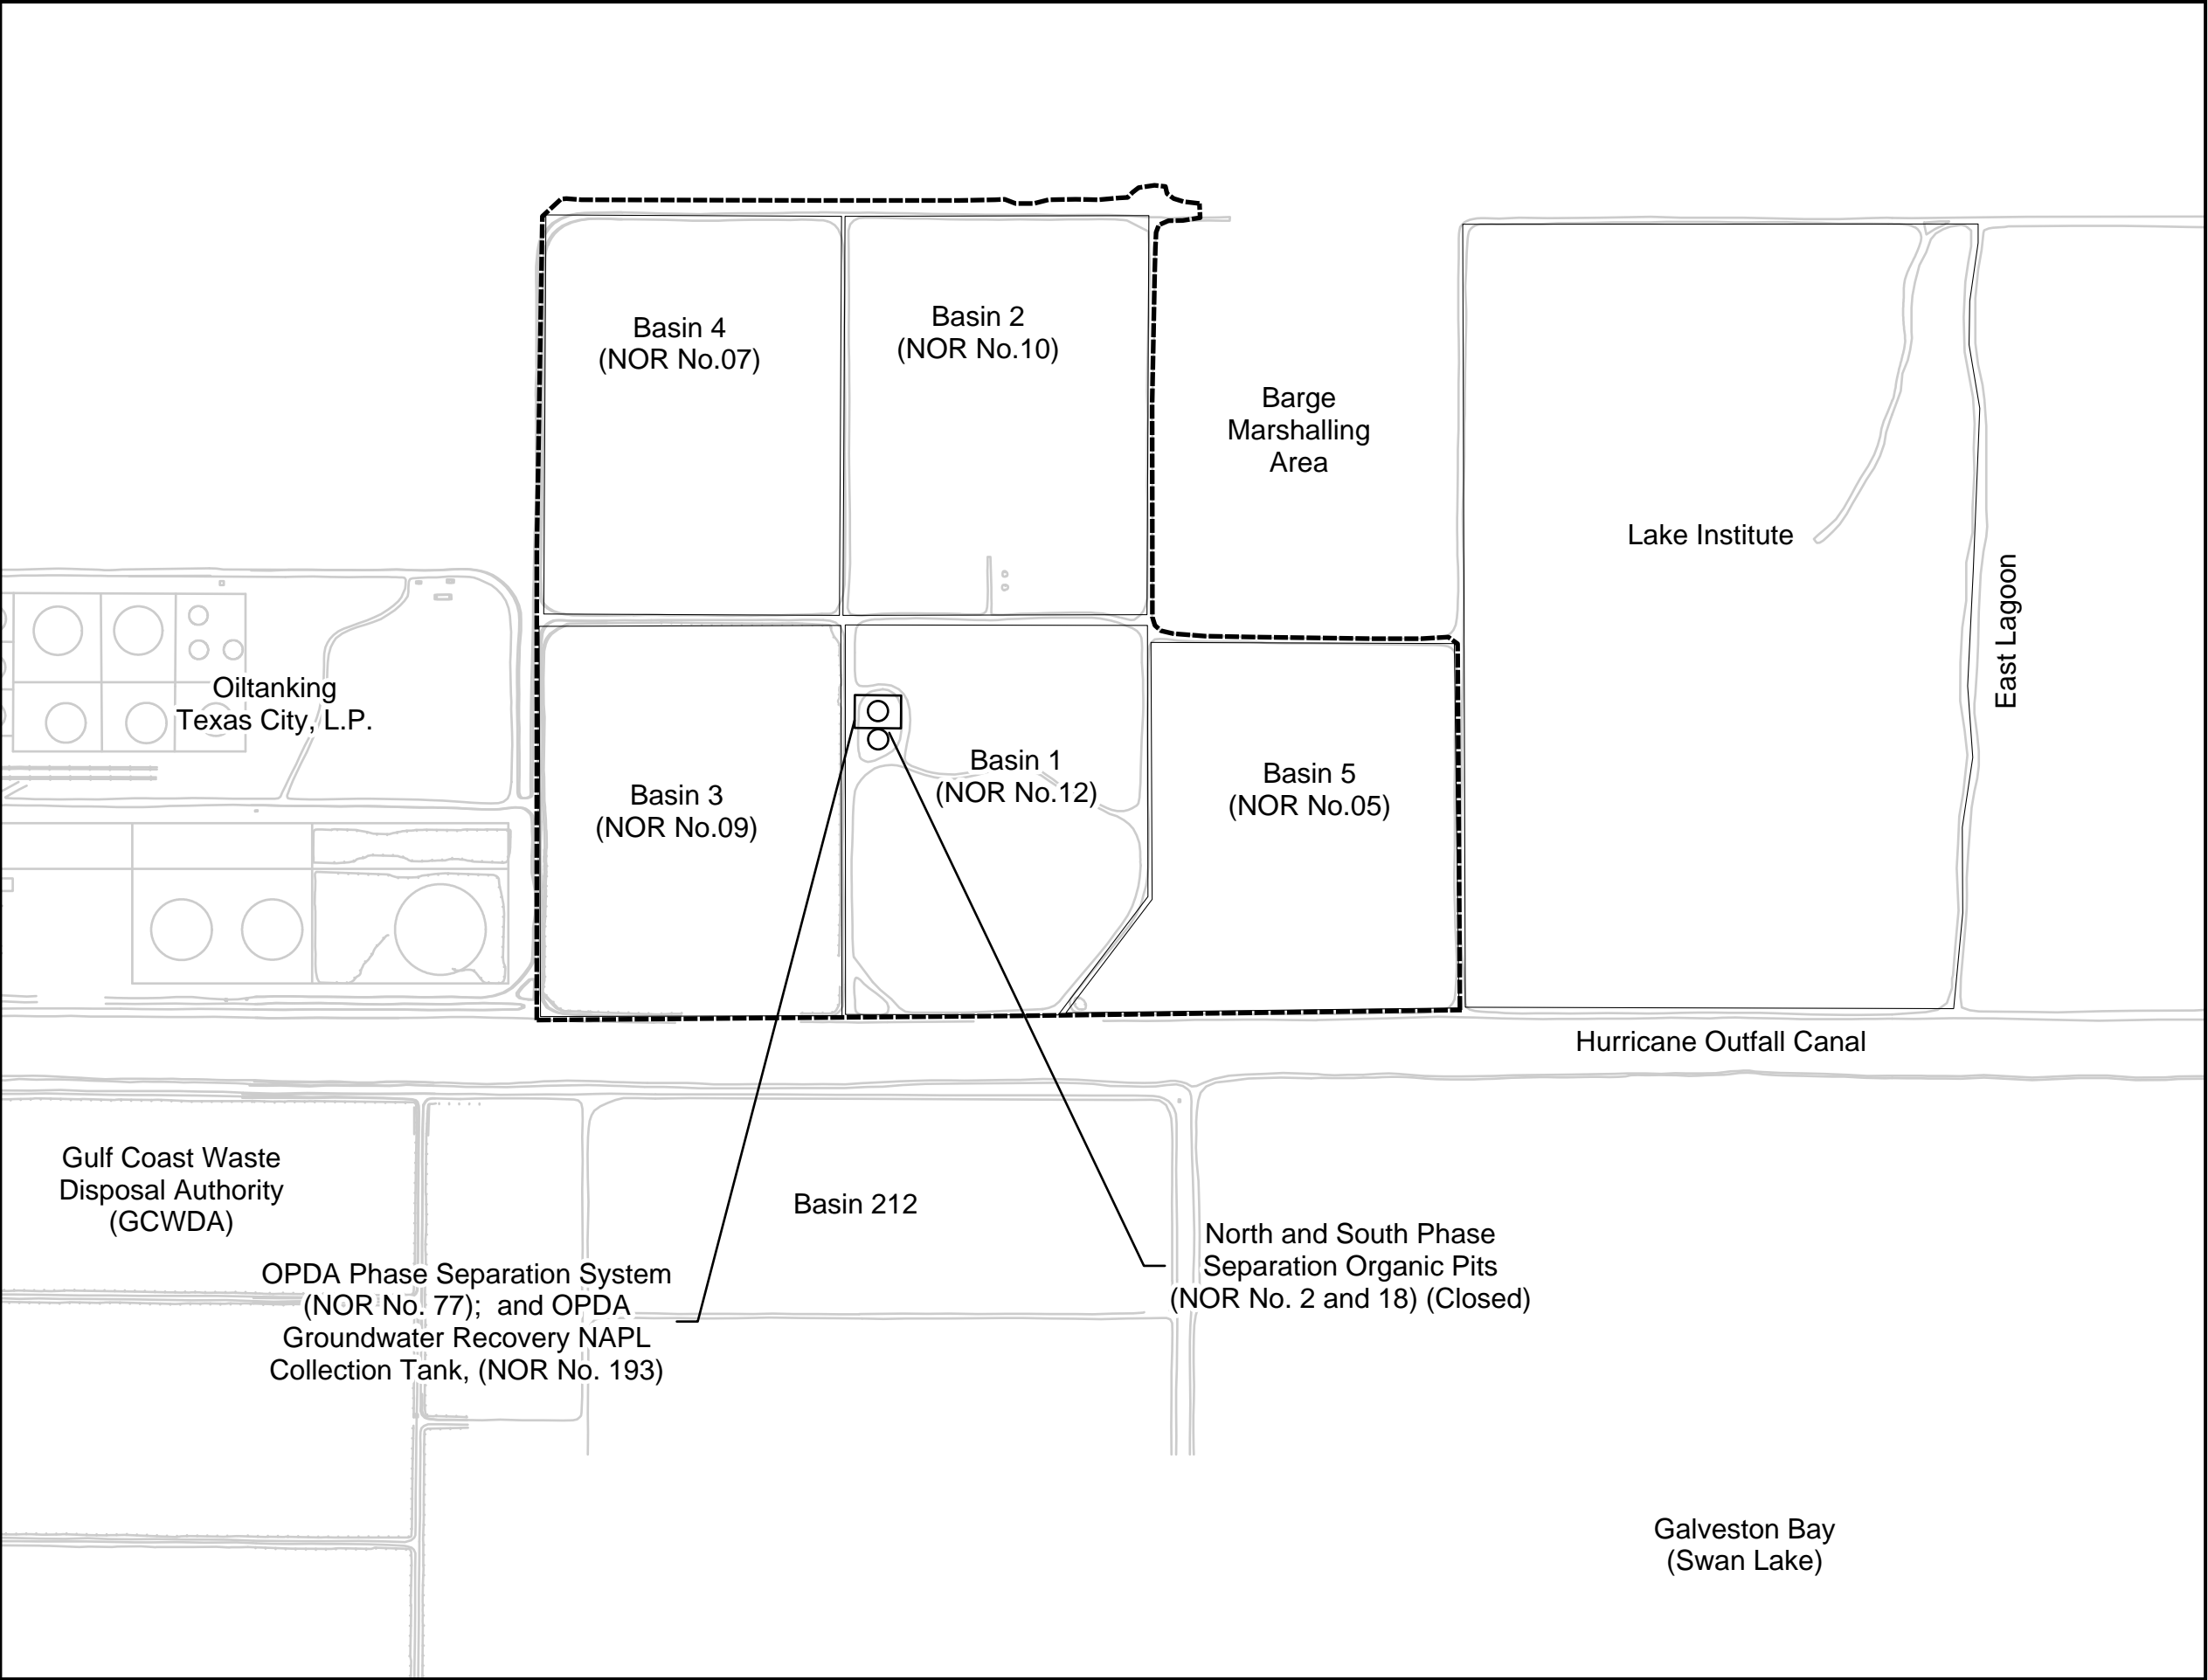 Basin 4
(NOR No.07)
Basin 2
(NOR No.10)
Barge
Marshalling
Area
Lake Institute
East Lagoon
Oiltanking
Texas City, L.P.
Basin 3
(NOR No.09)
Basin 1
(NOR No.12)
Basin 5
(NOR No.05)
Hurricane Outfall Canal
Gulf Coast Waste
Disposal Authority
(GCWDA)
Basin 212
OPDA Phase Separation System
(NOR No. 77);  and OPDA
Groundwater Recovery NAPL
Collection Tank, (NOR No. 193)
North and South Phase
Separation Organic Pits
(NOR No. 2 and 18) (Closed)
Galveston Bay
(Swan Lake)